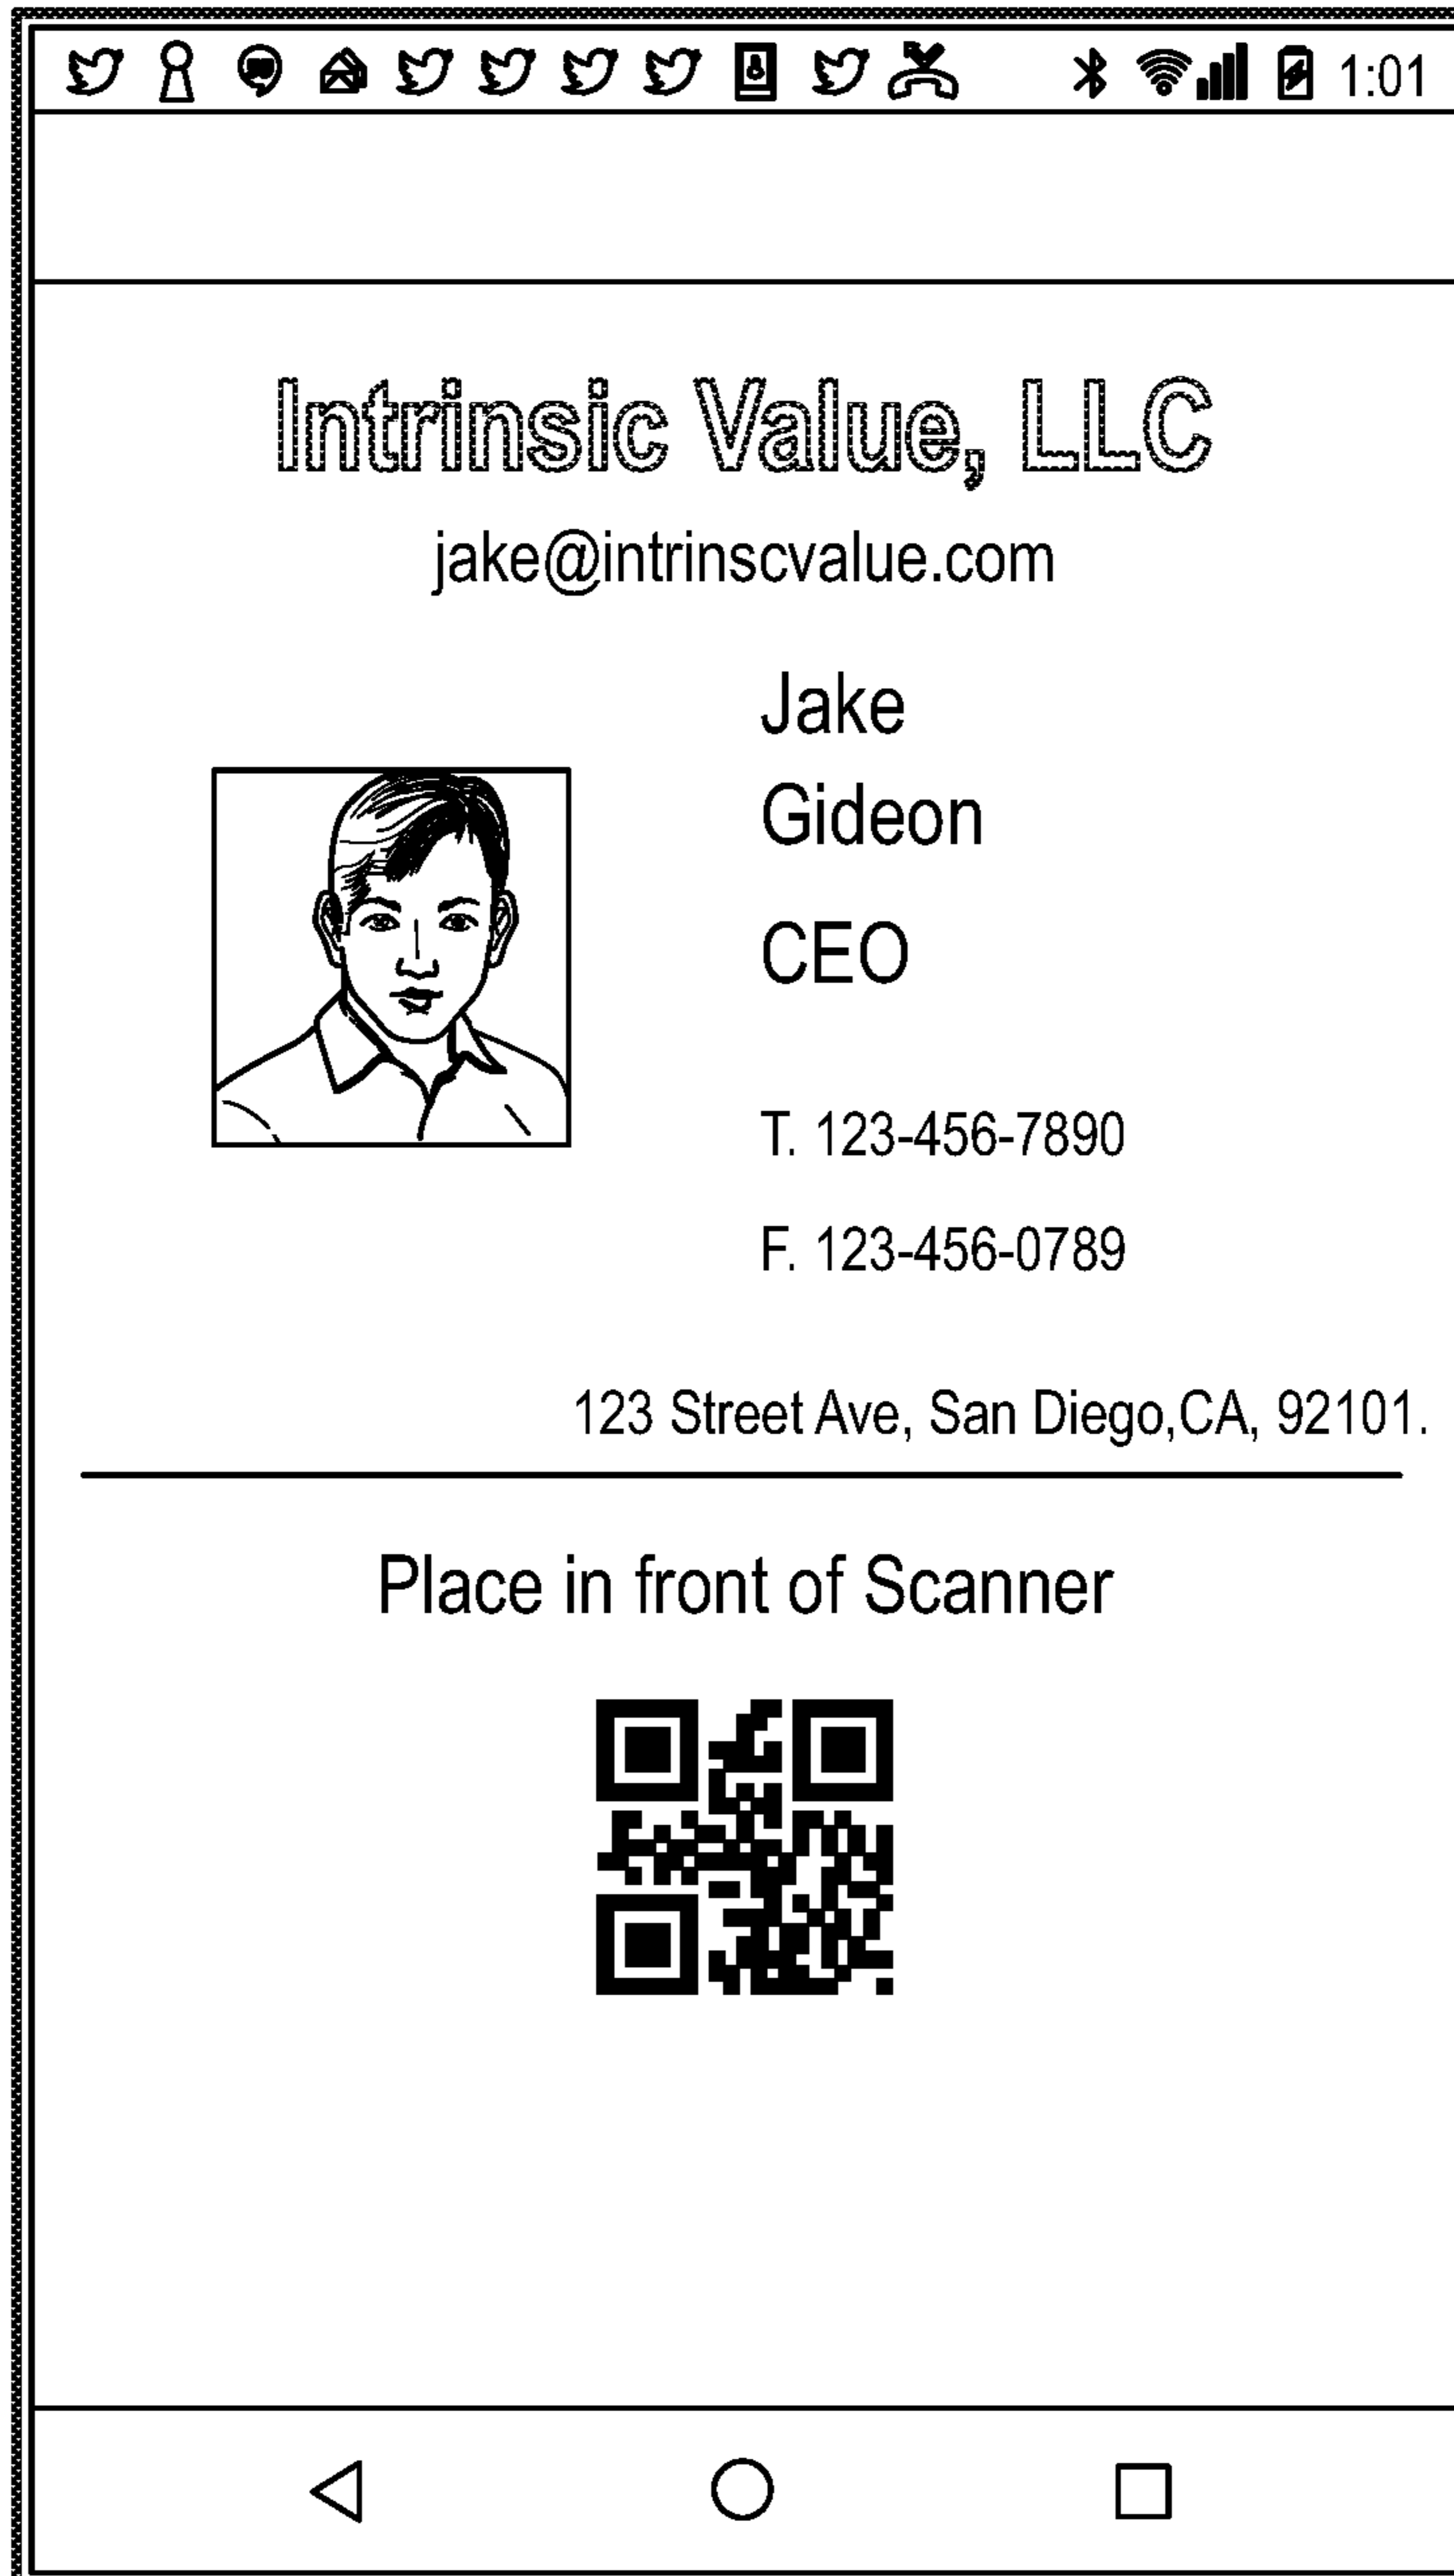 1:01
Intrinsic Value, LLC
jake@intrinscvalue.com
Jake
Gideon
CEO
T. 123-456-7890
F. 123-456-0789
123 Street Ave, San Diego,CA, 92101.
Place in front of Scanner